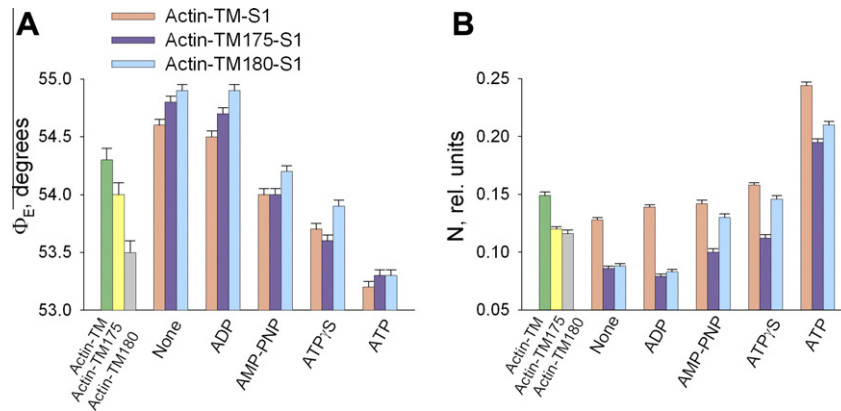 A
Actin-TM-S1
Actin-TM175-S1
Actin-TM180-S1
ΦE, degrees
55.0
54.5
54.0
53.5
53.0
Actin-TM
Actin-TM175
Actin-TM180
None
ADP
AMP-PNP
ATPγS
ATP
B
N, rel. units
0.25
0.20
0.15
0.10
0.05
Actin-TM
Actin-TM175
Actin-TM180
None
ADP
AMP-PNP
ATPγS
ATP